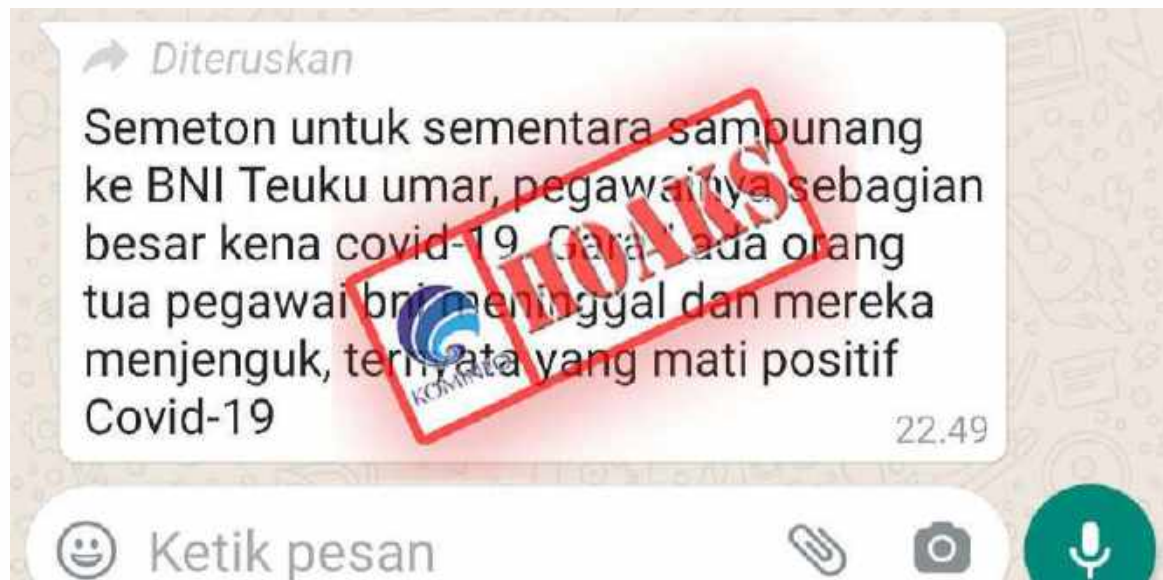 Diteruskan
Semeton untuk sementara sampunang
ke BNI Teuku umar, pegawainya sebagian
besar kena covid-19. Gara" ada orang
tua pegawai bni meninggal dan mereka
menjenguk, ternyata yang mati positif
Covid-19
22.49
HOAKS
KOMINFO
Ketik pesan